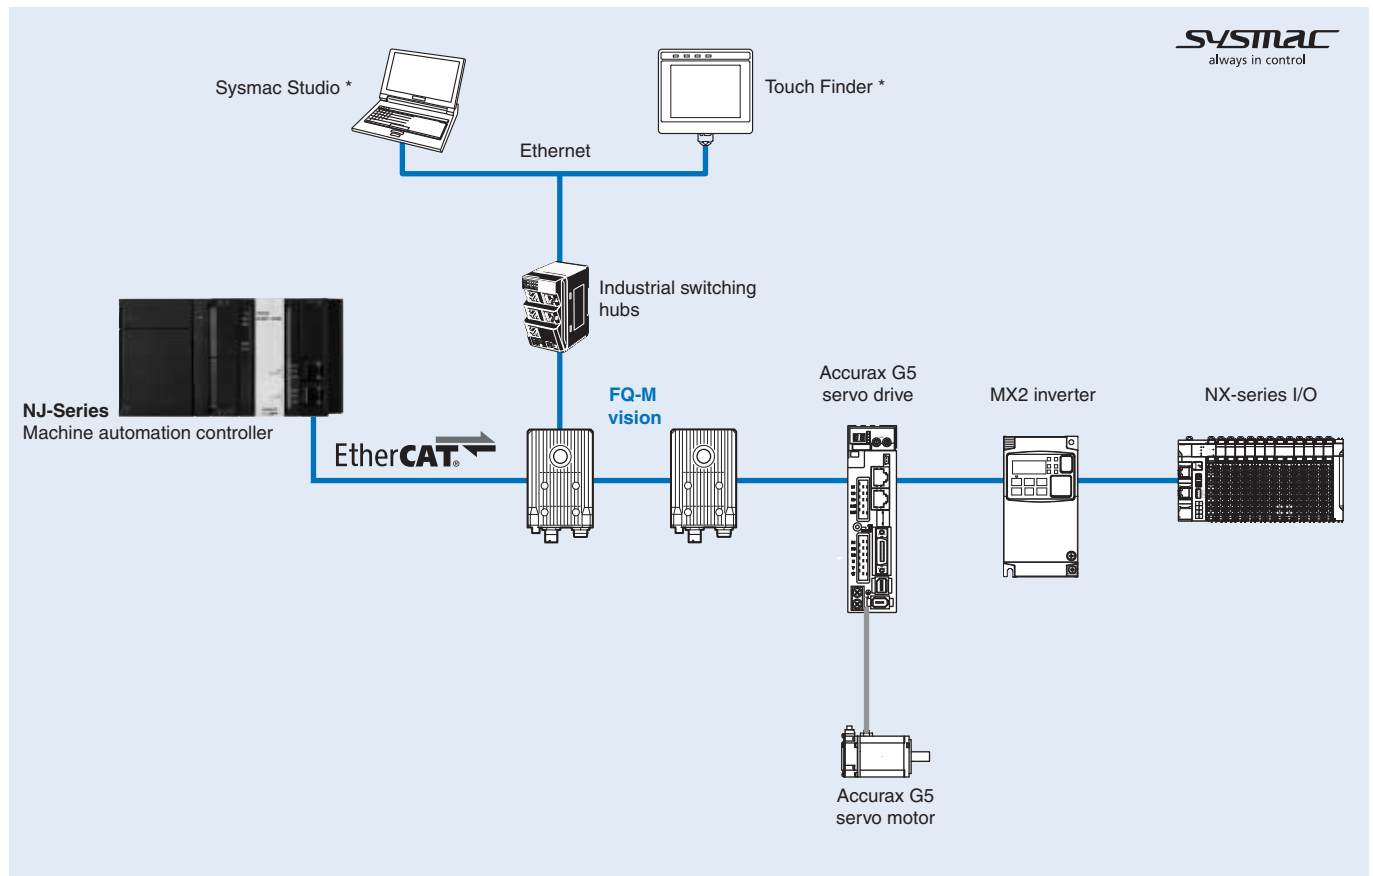 sysmac
always in control
Sysmac Studio *
Touch Finder *
Ethernet
Industrial switching
hubs
NJ-Series
Machine automation controller
EtherCAT®
FQ-M
vision
Accurax G5
servo drive
MX2 inverter
NX-series I/O
Accurax G5
servo motor